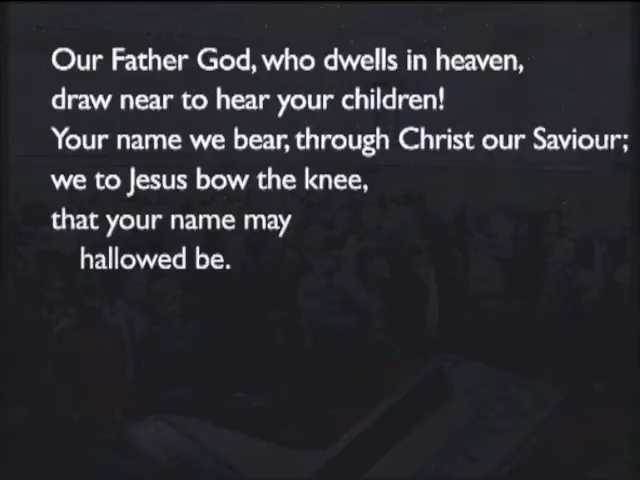 Our Father God, who dwells in heaven,
draw near to hear your children!
Your name we bear, through Christ our Saviour;
we to Jesus bow the knee,
that your name may
hallowed be.